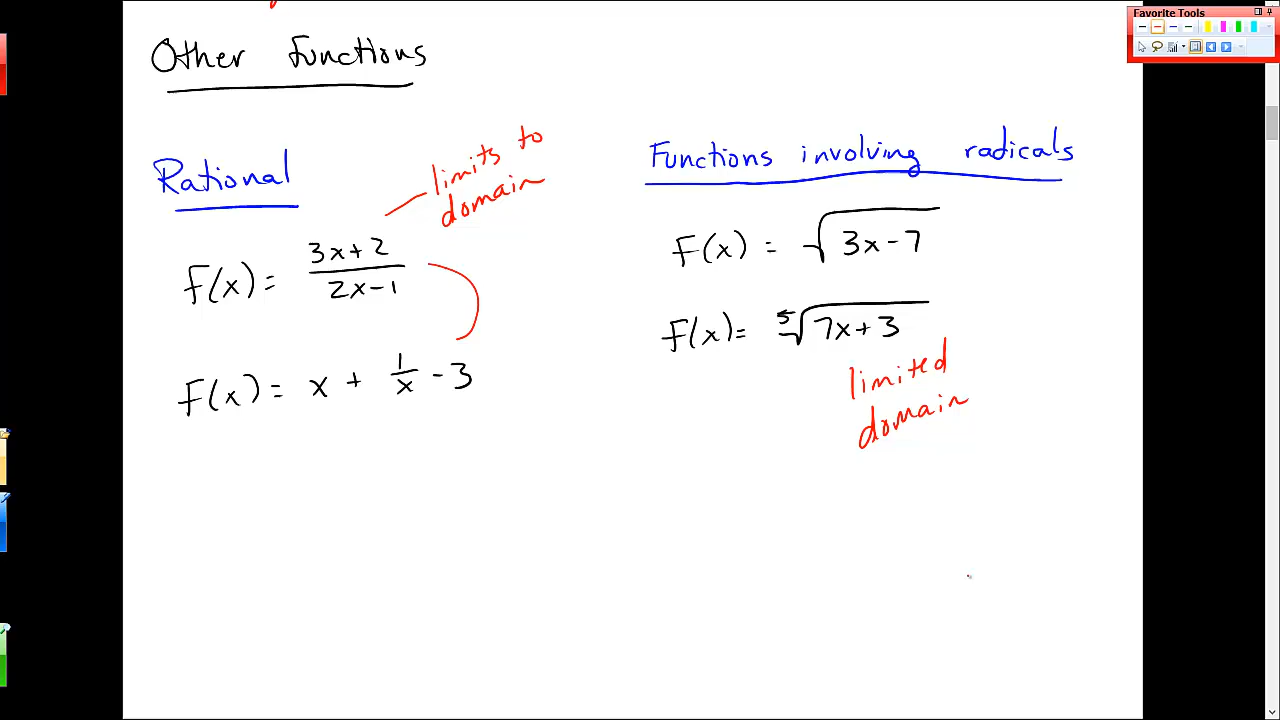 Favorite Tools
Other Functions
Rational
limits to
domain
F(x) = (3x+2)/(2x-1)
F(x) = x + 1/x - 3
Functions involving radicals
F(x) = √(3x-7)
F(x) = ⁵√(7x+3)
limited
domain